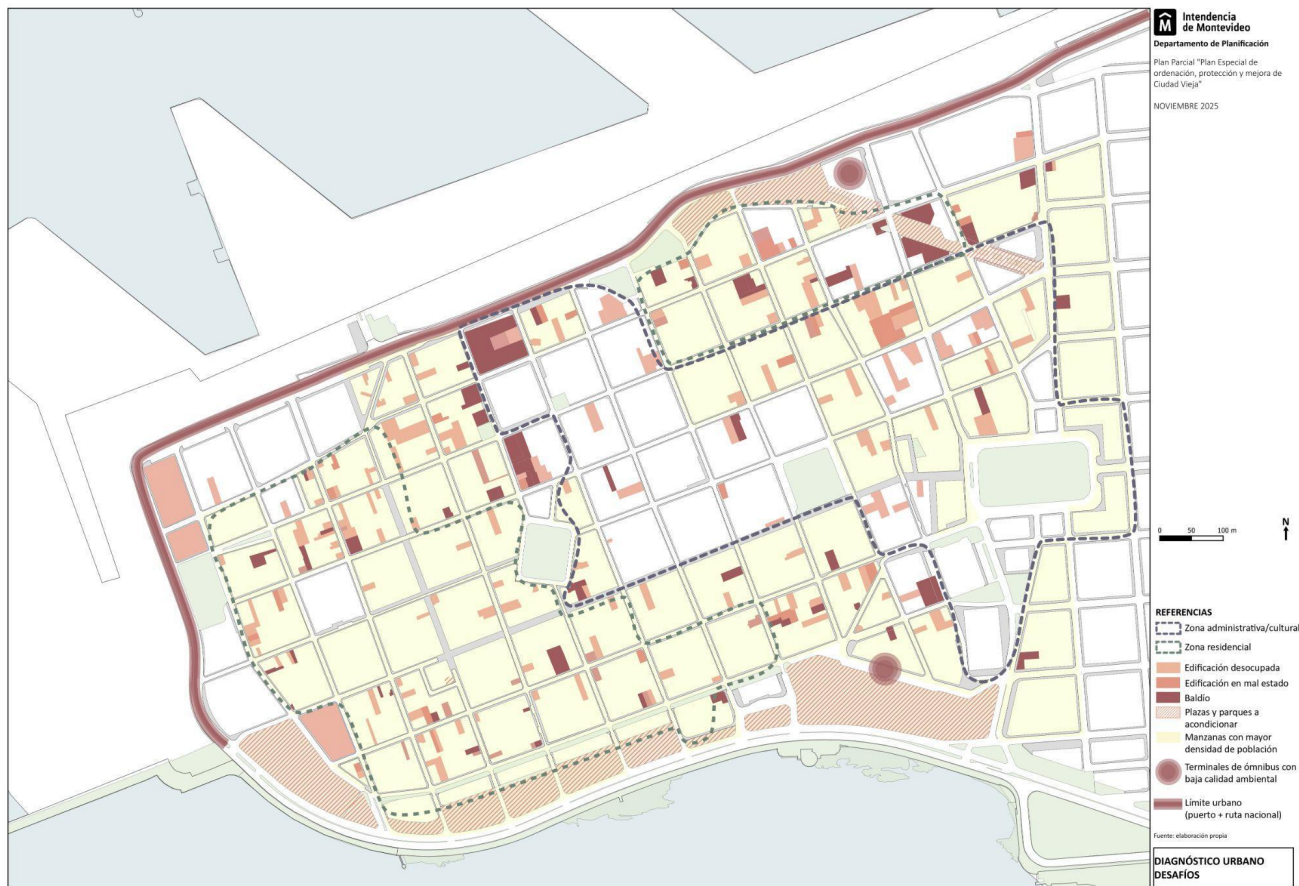 Intendencia
de Montevideo
Departamento de Planificación
Plan Parcial "Plan Especial de
ordenación, protección y mejora de
Ciudad Vieja"
NOVIEMBRE 2025
0 50 100 m
N
REFERENCIAS
Zona administrativa/cultural
Zona residencial
Edificación desocupada
Edificación en mal estado
Baldío
Plazas y parques a
acondicionar
Manzanas con mayor
densidad de población
Terminales de ómnibus con
baja calidad ambiental
Límite urbano
(puerto + ruta nacional)
Fuente: elaboración propia
DIAGNÓSTICO URBANO
DESAFÍOS